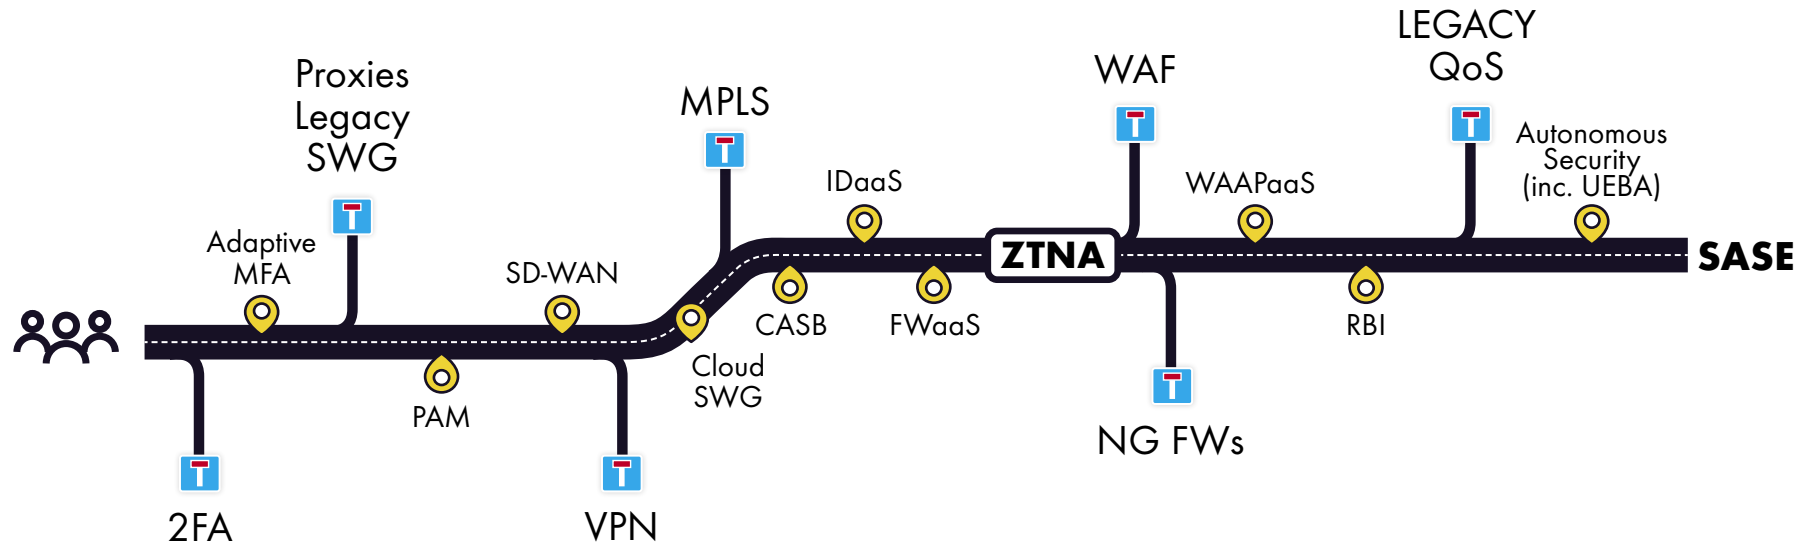 Proxies
Legacy
SWG
Adaptive
MFA
SD-WAN
PAM
2FA
VPN
MPLS
Cloud
SWG
IDaaS
CASB
FWaaS
ZTNA
WAF
NG FWs
WAAPaaS
RBI
LEGACY
QoS
Autonomous
Security
(inc. UEBA)
SASE